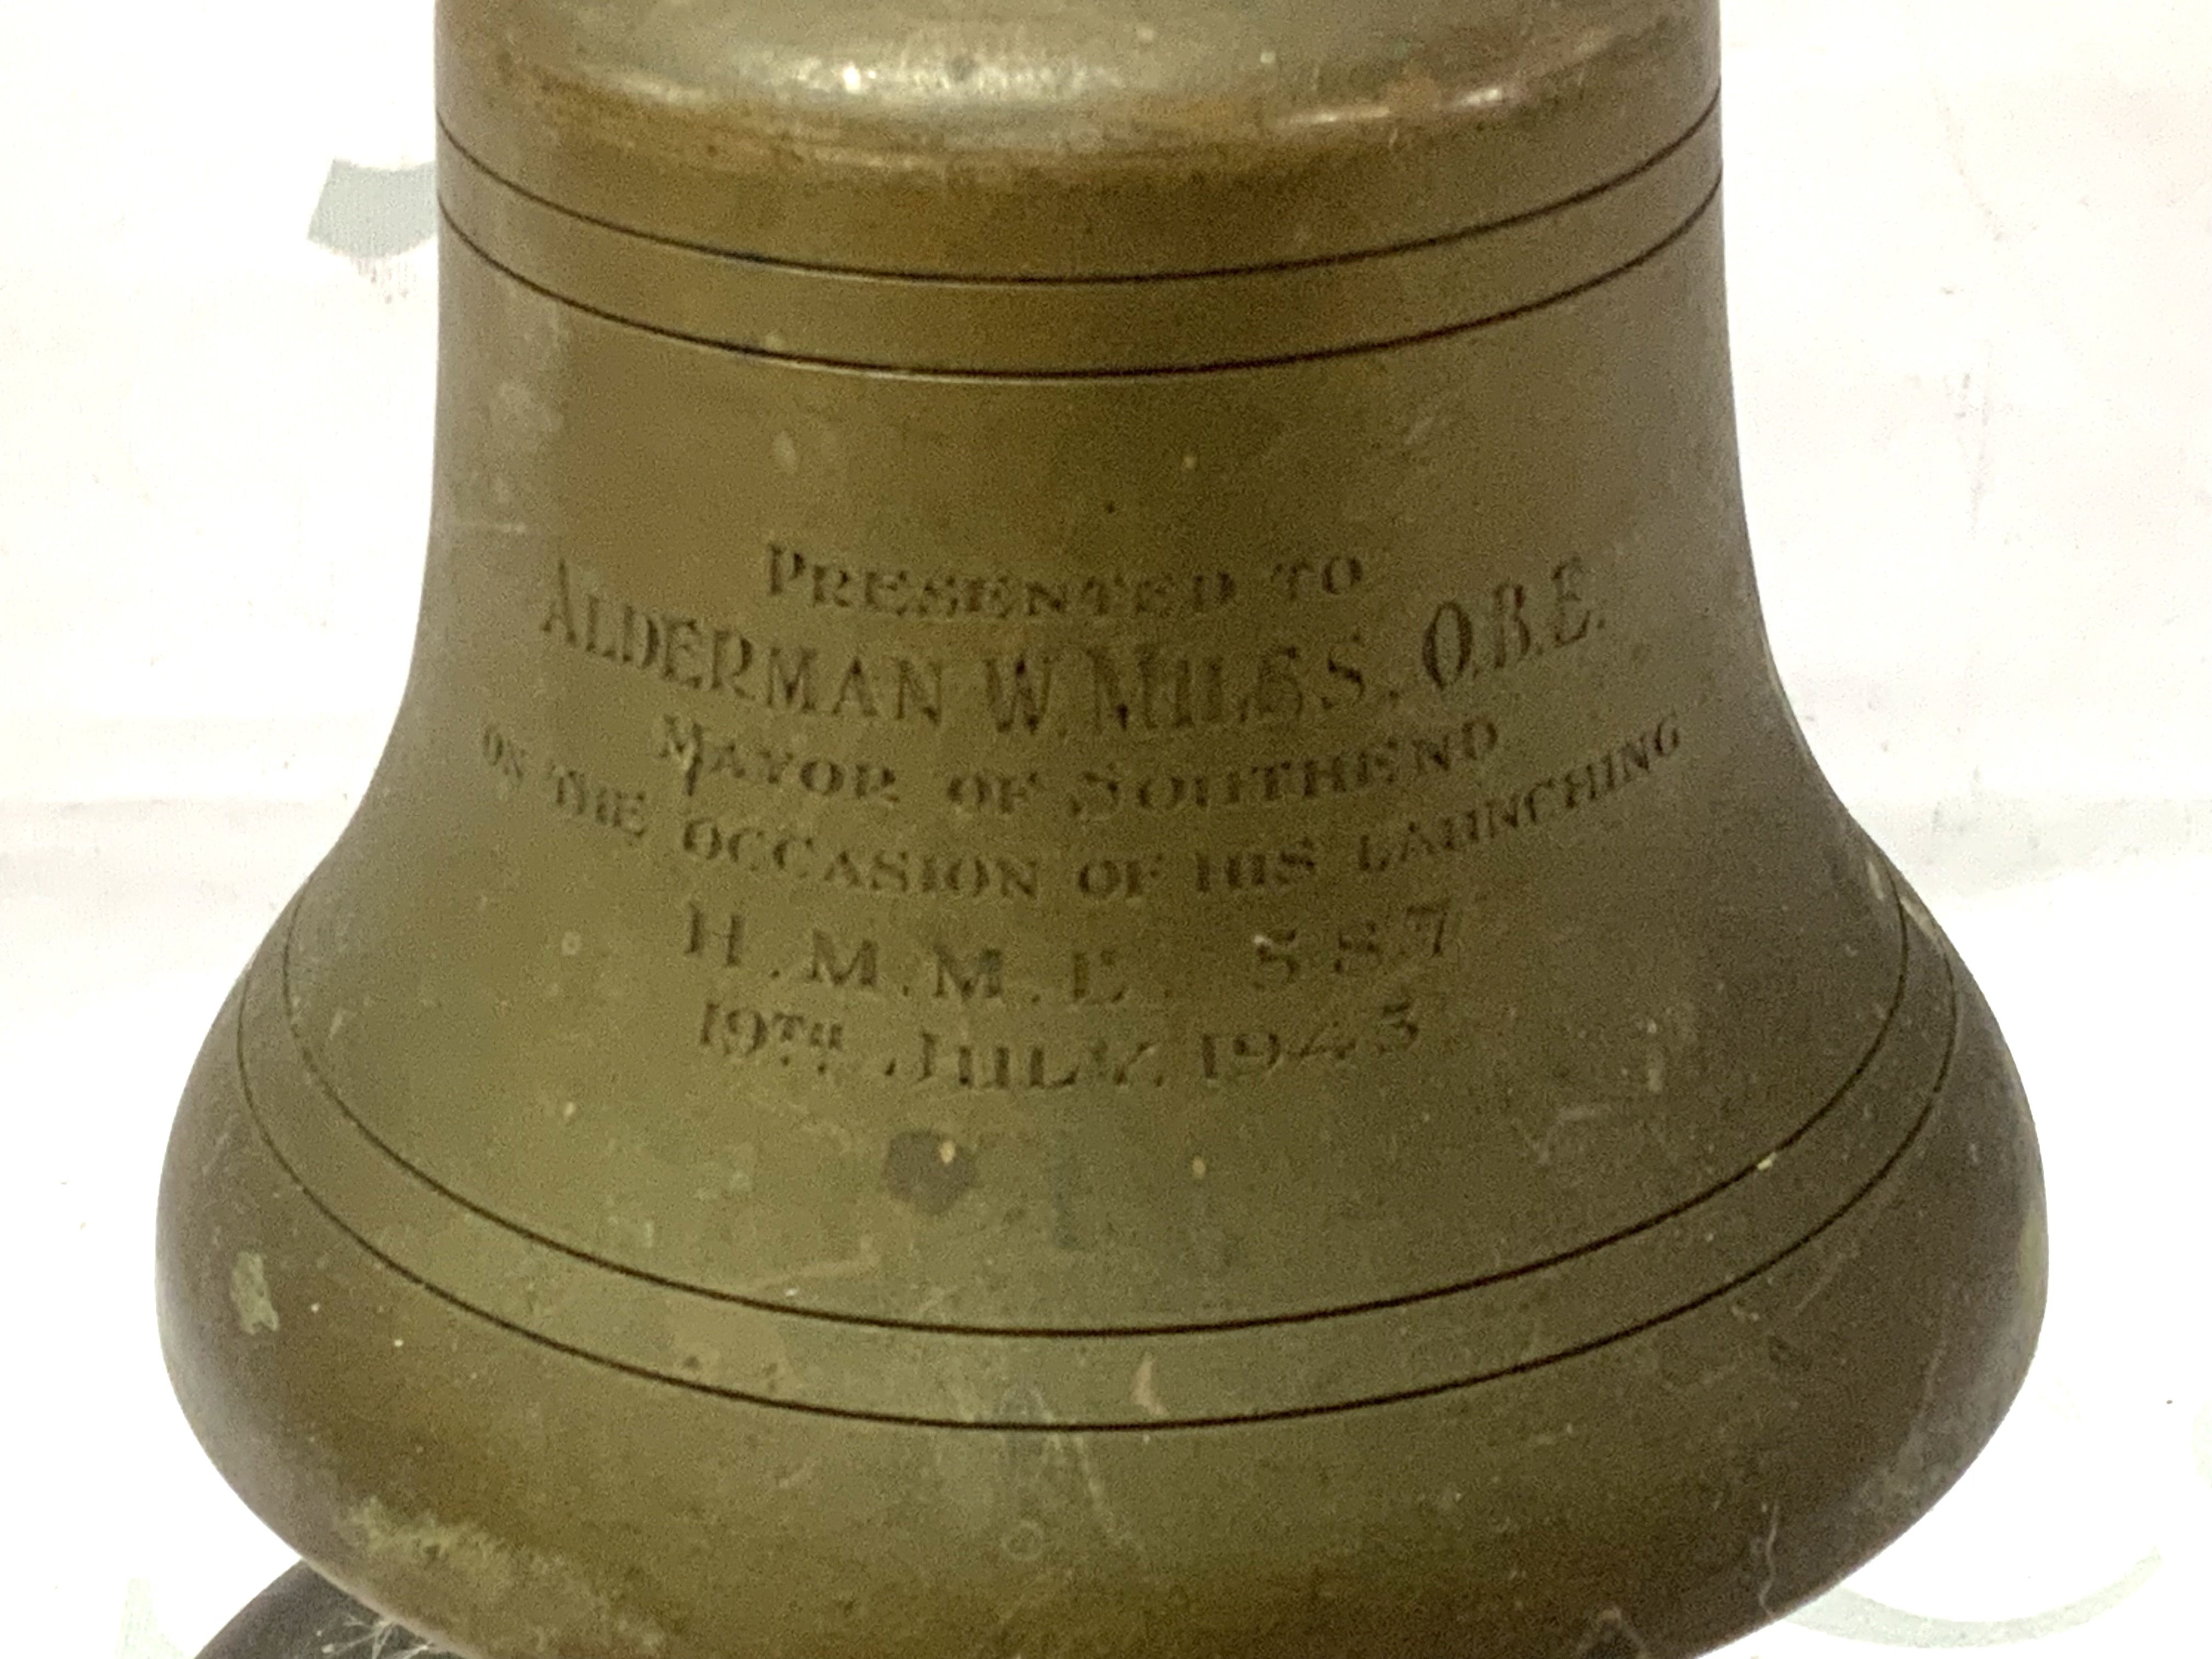 PRESENTED TO
ALDERMAN W. MILES, O.B.E.
MAYOR OF SOUTHEND
ON THE OCCASION OF HIS LAUNCHING
H.M.M.L. 587
19TH JULY, 1943